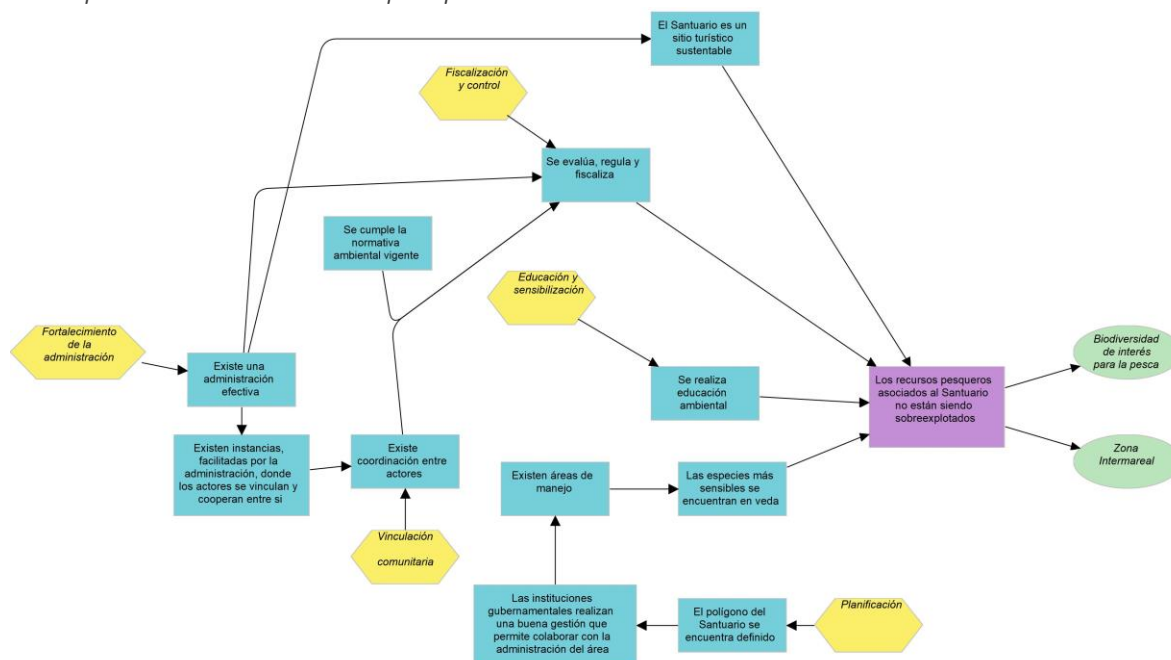 El Santuario es un
sitio turístico
sustentable
Fiscalización
y control
Se evalúa, regula y
fiscaliza
Se cumple la
normativa
ambiental vigente
Educación y
sensibilización
Fortalecimiento
de la
administración
Existe una
administración
efectiva
Se realiza
educación
ambiental
Los recursos pesqueros
asociados al Santuario
no están siendo
sobreexplotados
Biodiversidad
de interés
para la pesca
Zona
Intermareal
Existen instancias,
facilitadas por la
administración, donde
los actores se vinculan y
cooperan entre si
Existe
coordinación entre
actores
Existen áreas de
manejo
Las especies más
sensibles se
encuentran en veda
Vinculación
comunitaria
Las instituciones
gubernamentales realizan
una buena gestión que
permite colaborar con la
administración del área
El polígono del
Santuario se
encuentra definido
Planificación